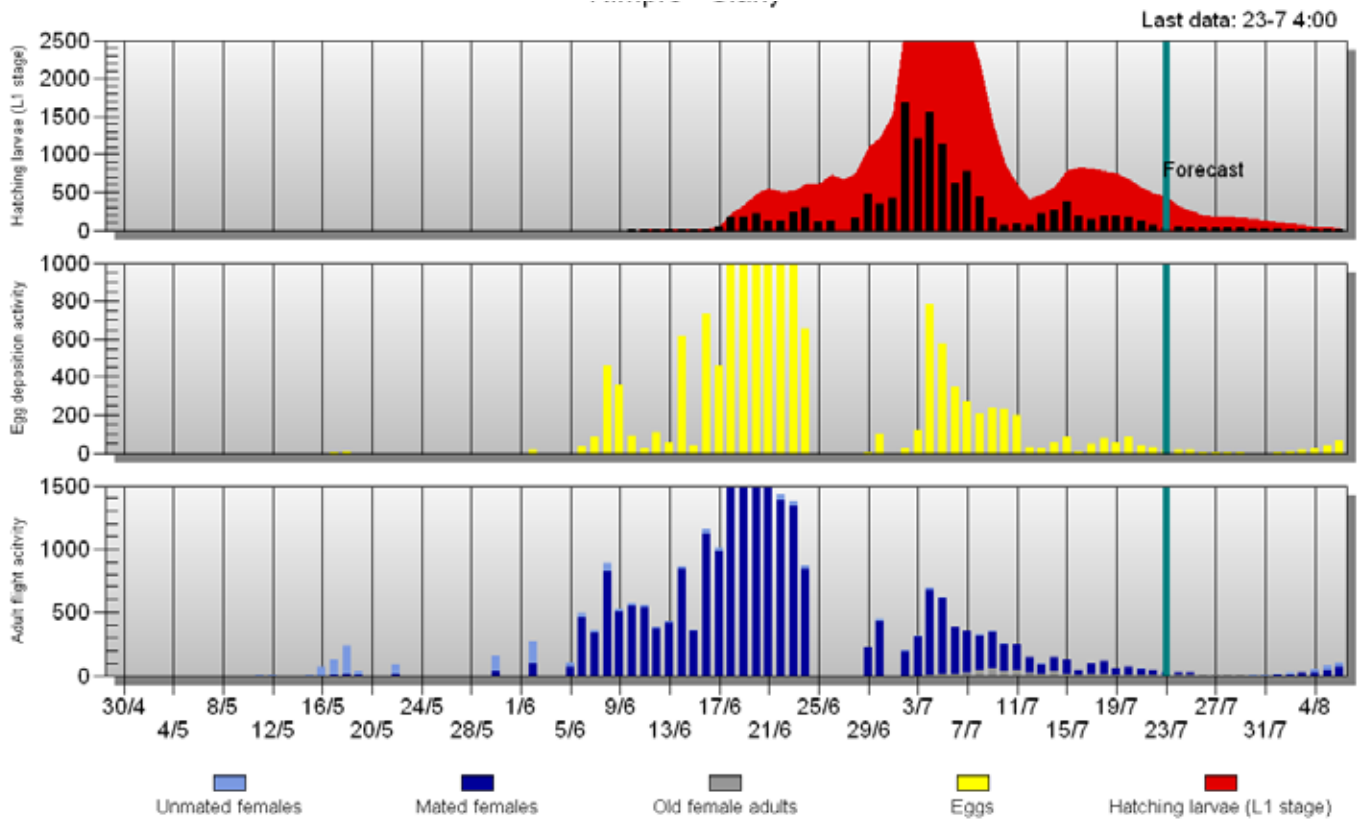 Last data: 23-7 4:00
Hatching larvae (L1 stage)
2500
2000
1500
1000
500
0
Forecast
Egg deposition activity
1000
800
600
400
200
0
Adult flight acitvity
1500
1000
500
0
30/4 8/5 16/5 24/5 1/6 9/6 17/6 25/6 3/7 11/7 19/7 27/7 4/8
4/5 12/5 20/5 28/5 5/6 13/6 21/6 29/6 7/7 15/7 23/7 31/7
Unmated females Mated females Old female adults Eggs Hatching larvae (L1 stage)